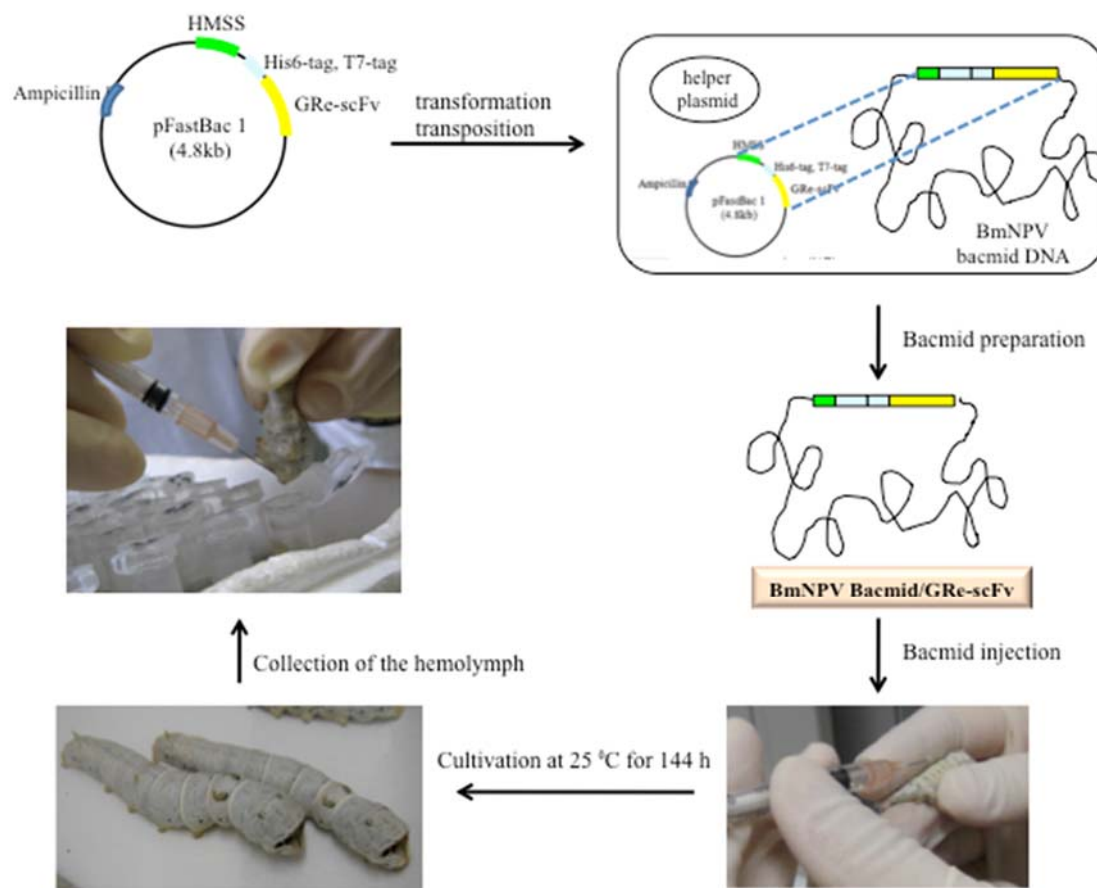 HMSS
His6-tag, T7-tag
Ampicillin
GRe-scFv
pFastBac 1
(4.8kb)
transformation
transposition
helper
plasmid
HMSS
His6-tag, T7-tag
Ampicillin
GRe-scFv
pFastBac 1
(4.8kb)
BmNPV
bacmid DNA
Bacmid preparation
BmNPV Bacmid/GRe-scFv
Bacmid injection
Cultivation at 25 ⁰C for 144 h
Collection of the hemolymph